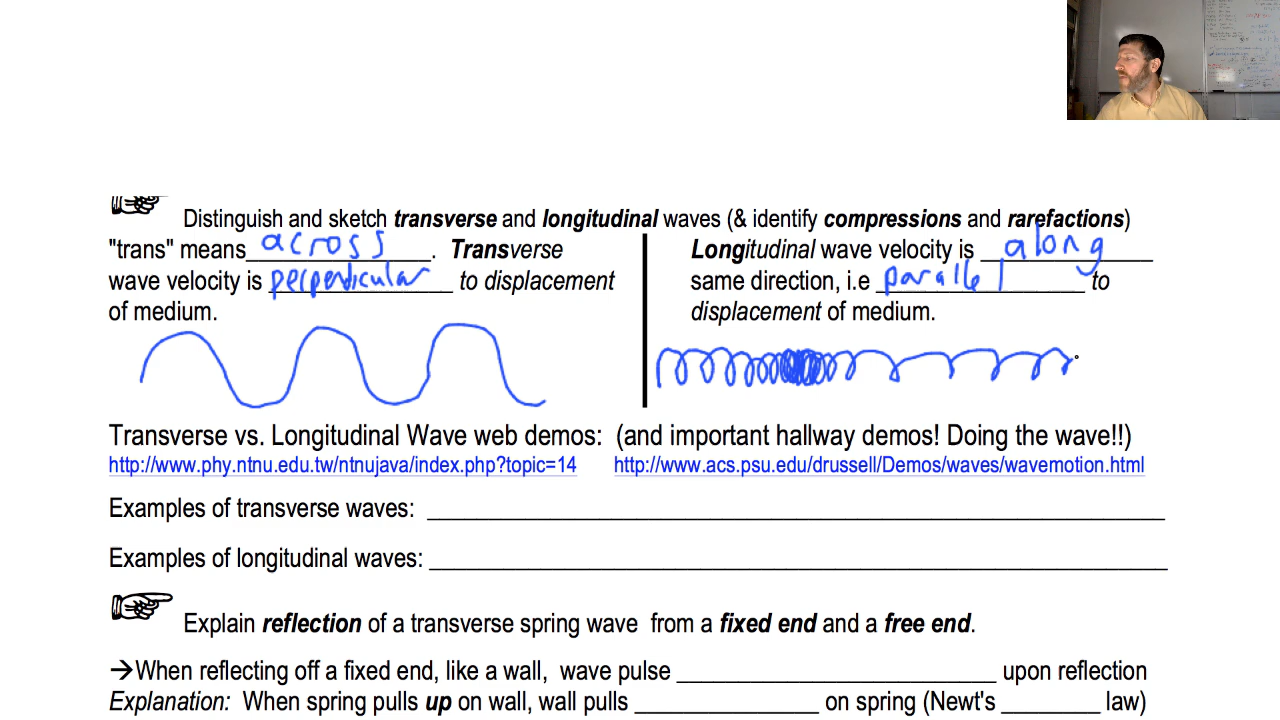 Distinguish and sketch transverse and longitudinal waves (& identify compressions and rarefactions)
"trans" means across. Transverse
wave velocity is perpendicular to displacement
of medium.
Longitudinal wave velocity is along
same direction, i.e parallel to
displacement of medium.
Transverse vs. Longitudinal Wave web demos: (and important hallway demos! Doing the wave!!)
http://www.phy.ntnu.edu.tw/ntnujava/index.php?topic=14 http://www.acs.psu.edu/drussell/Demos/waves/wavemotion.html
Examples of transverse waves: ____
Examples of longitudinal waves: ____
Explain reflection of a transverse spring wave from a fixed end and a free end.
→When reflecting off a fixed end, like a wall, wave pulse ____ upon reflection
Explanation: When spring pulls up on wall, wall pulls ____ on spring (Newt's ____ law)